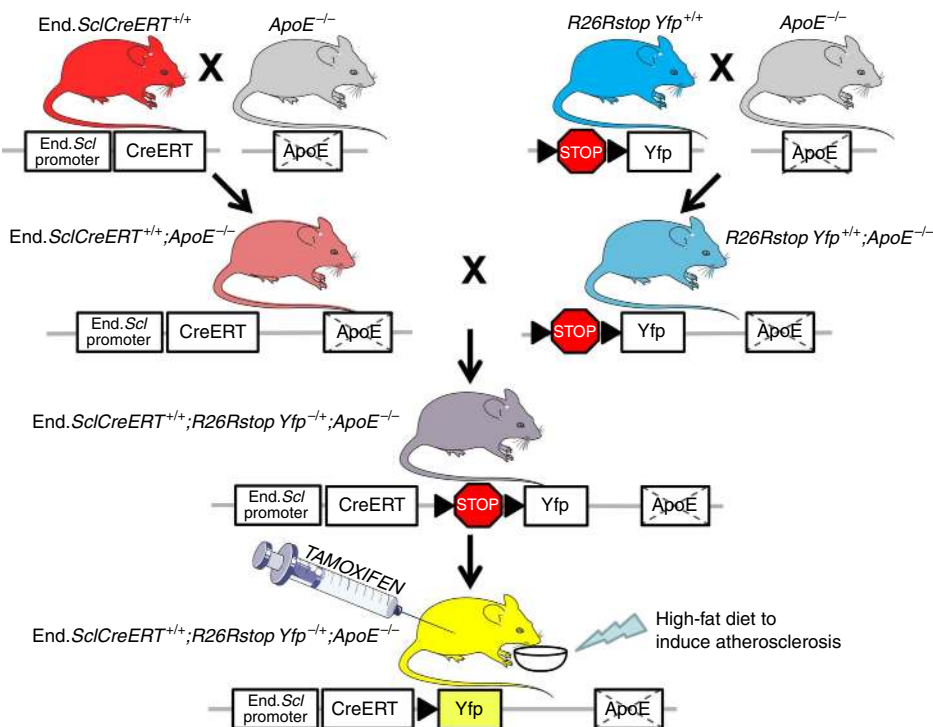 End.SclCreERT+/+
ApoE−/−
R26Rstop Yfp+/+
ApoE−/−
X
X
End.Scl
promoter
CreERT
ApoE
STOP
Yfp
ApoE
End.SclCreERT+/+;ApoE−/−
X
R26Rstop Yfp+/+;ApoE−/−
End.Scl
promoter
CreERT
ApoE
STOP
Yfp
ApoE
End.SclCreERT+/+;R26Rstop Yfp−/+;ApoE−/−
End.Scl
promoter
CreERT
STOP
Yfp
ApoE
TAMOXIFEN
End.SclCreERT+/+;R26Rstop Yfp−/+;ApoE−/−
High-fat diet to
induce atherosclerosis
End.Scl
promoter
CreERT
Yfp
ApoE